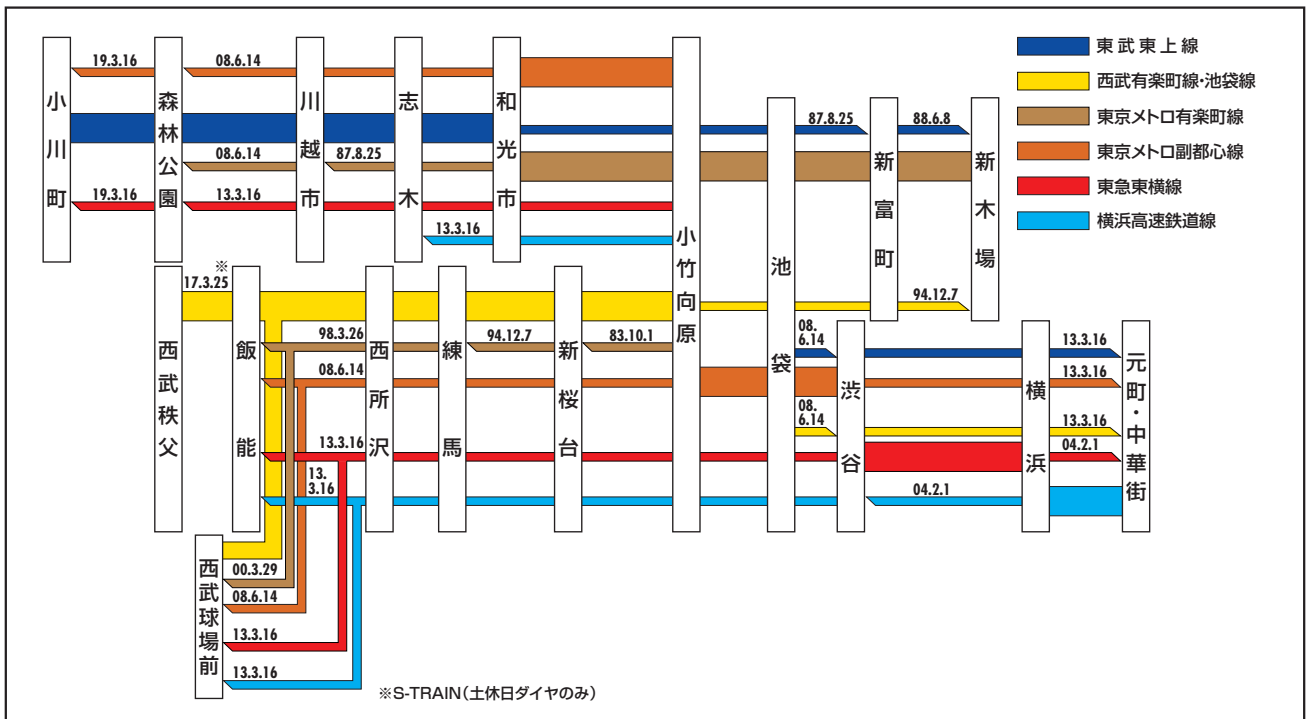 東武東上線
西武有楽町線・池袋線
東京メトロ有楽町線
東京メトロ副都心線
東急東横線
横浜高速鉄道線
小川町
森林公園
川越市
志木
和光市
小竹向原
池袋
新富町
新木場
19.3.16
08.6.14
87.8.25
88.6.8
08.6.14
87.8.25
19.3.16
13.3.16
13.3.16
※
17.3.25
94.12.7
西武秩父
飯能
西所沢
練馬
新桜台
渋谷
横浜
元町・中華街
98.3.26
94.12.7
83.10.1
08.
6.14
13.3.16
08.6.14
13.3.16
08.
6.14
13.3.16
13.3.16
04.2.1
13.
3.16
04.2.1
西武球場前
00.3.29
08.6.14
13.3.16
13.3.16
※S-TRAIN(土休日ダイヤのみ)